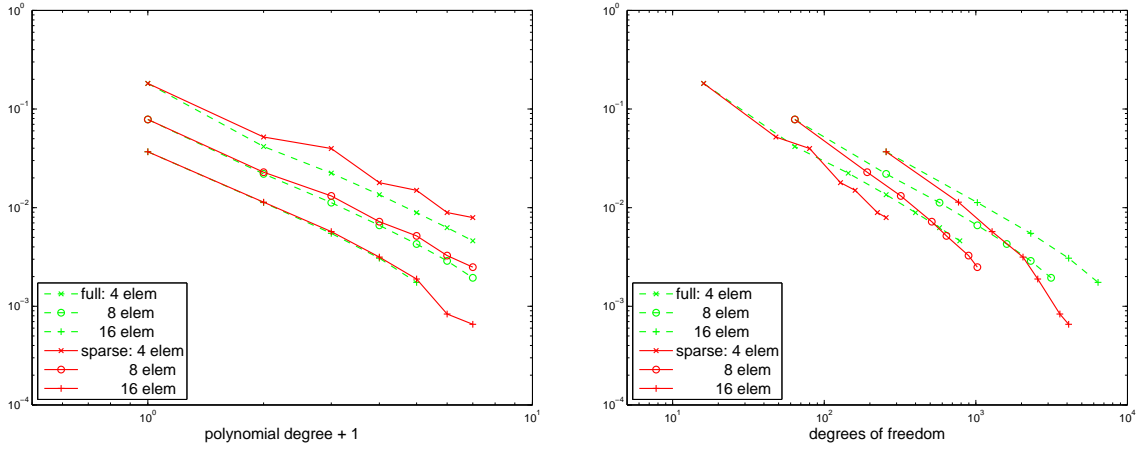 10^0
10^-1
10^-2
10^-3
10^-4
full: 4 elem
8 elem
16 elem
sparse: 4 elem
8 elem
16 elem
10^0
10^1
polynomial degree + 1
10^0
10^-1
10^-2
10^-3
10^-4
full: 4 elem
8 elem
16 elem
sparse: 4 elem
8 elem
16 elem
10^1
10^2
10^3
10^4
degrees of freedom